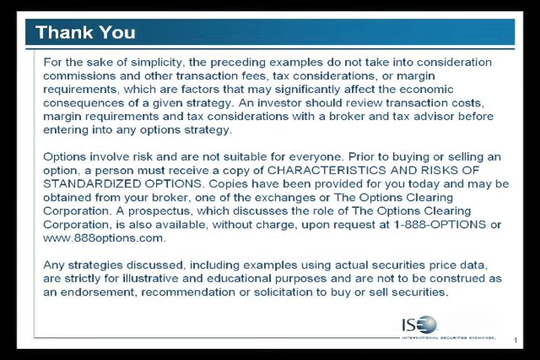 Thank You
For the sake of simplicity, the preceding examples do not take into consideration
commissions and other transaction fees, tax considerations, or margin
requirements, which are factors that may significantly affect the economic
consequences of a given strategy. An investor should review transaction costs,
margin requirements and tax considerations with a broker and tax advisor before
entering into any options strategy.
Options involve risk and are not suitable for everyone. Prior to buying or selling an
option, a person must receive a copy of CHARACTERISTICS AND RISKS OF
STANDARDIZED OPTIONS. Copies have been provided for you today and may be
obtained from your broker, one of the exchanges or The Options Clearing
Corporation. A prospectus, which discusses the role of The Options Clearing
Corporation, is also available, without charge, upon request at 1-888-OPTIONS or
www.888options.com.
Any strategies discussed, including examples using actual securities price data,
are strictly for illustrative and educational purposes and are not to be construed as
an endorsement, recommendation or solicitation to buy or sell securities.
ISE
INTERNATIONAL SECURITIES EXCHANGE.
1